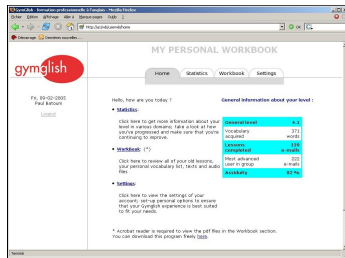 GymGlish - formation professionnelle à l'anglais - Mozilla Firefox
Fichier Edition Affichage Aller à Marque-pages Outils ?
OK
Démarrage Dernières nouvelles...
MY PERSONAL WORKBOOK
gymglish
Home Statistics Workbook Settings
Fri, 09-02-2005
Paul Batoum
Logout
Hello, how are you today ?
General information about your level :
• Statistics:
Click here to get more information about your
level in various domains; take a look at how
you've progressed and make sure that you're
continuing to improve.
• Workbook: (*)
Click here to review all of your old lessons,
your personal vocabulary list, texts and audio
files
• Settings:
Click here to view the settings of your
account; set-up personal options to ensure
that your Gymglish experience is best suited
to fit your needs.
General level 4.1
Vocabulary acquired 371 words
Lessons completed e-mails
Most advanced user in group 222 e-mails
Assiduity 82 %
* Acrobat reader is required to view the pdf files in the Workbook section.
You can download this program freely here.
Terminé